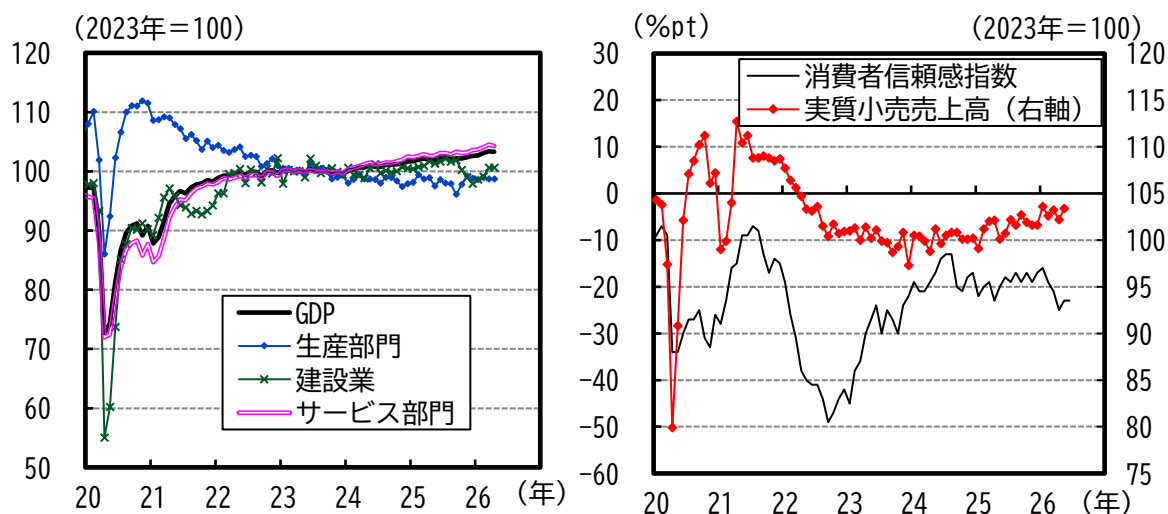 (2023年＝100)
120
110
100
90
80
70
60
50
GDP
生産部門
建設業
サービス部門
20 21 22 23 24 25 26 (年)
(%pt) (2023年＝100)
30
20
10
0
-10
-20
-30
-40
-50
-60
消費者信頼感指数
実質小売売上高（右軸）
120
115
110
105
100
95
90
85
80
75
20 21 22 23 24 25 26 (年)